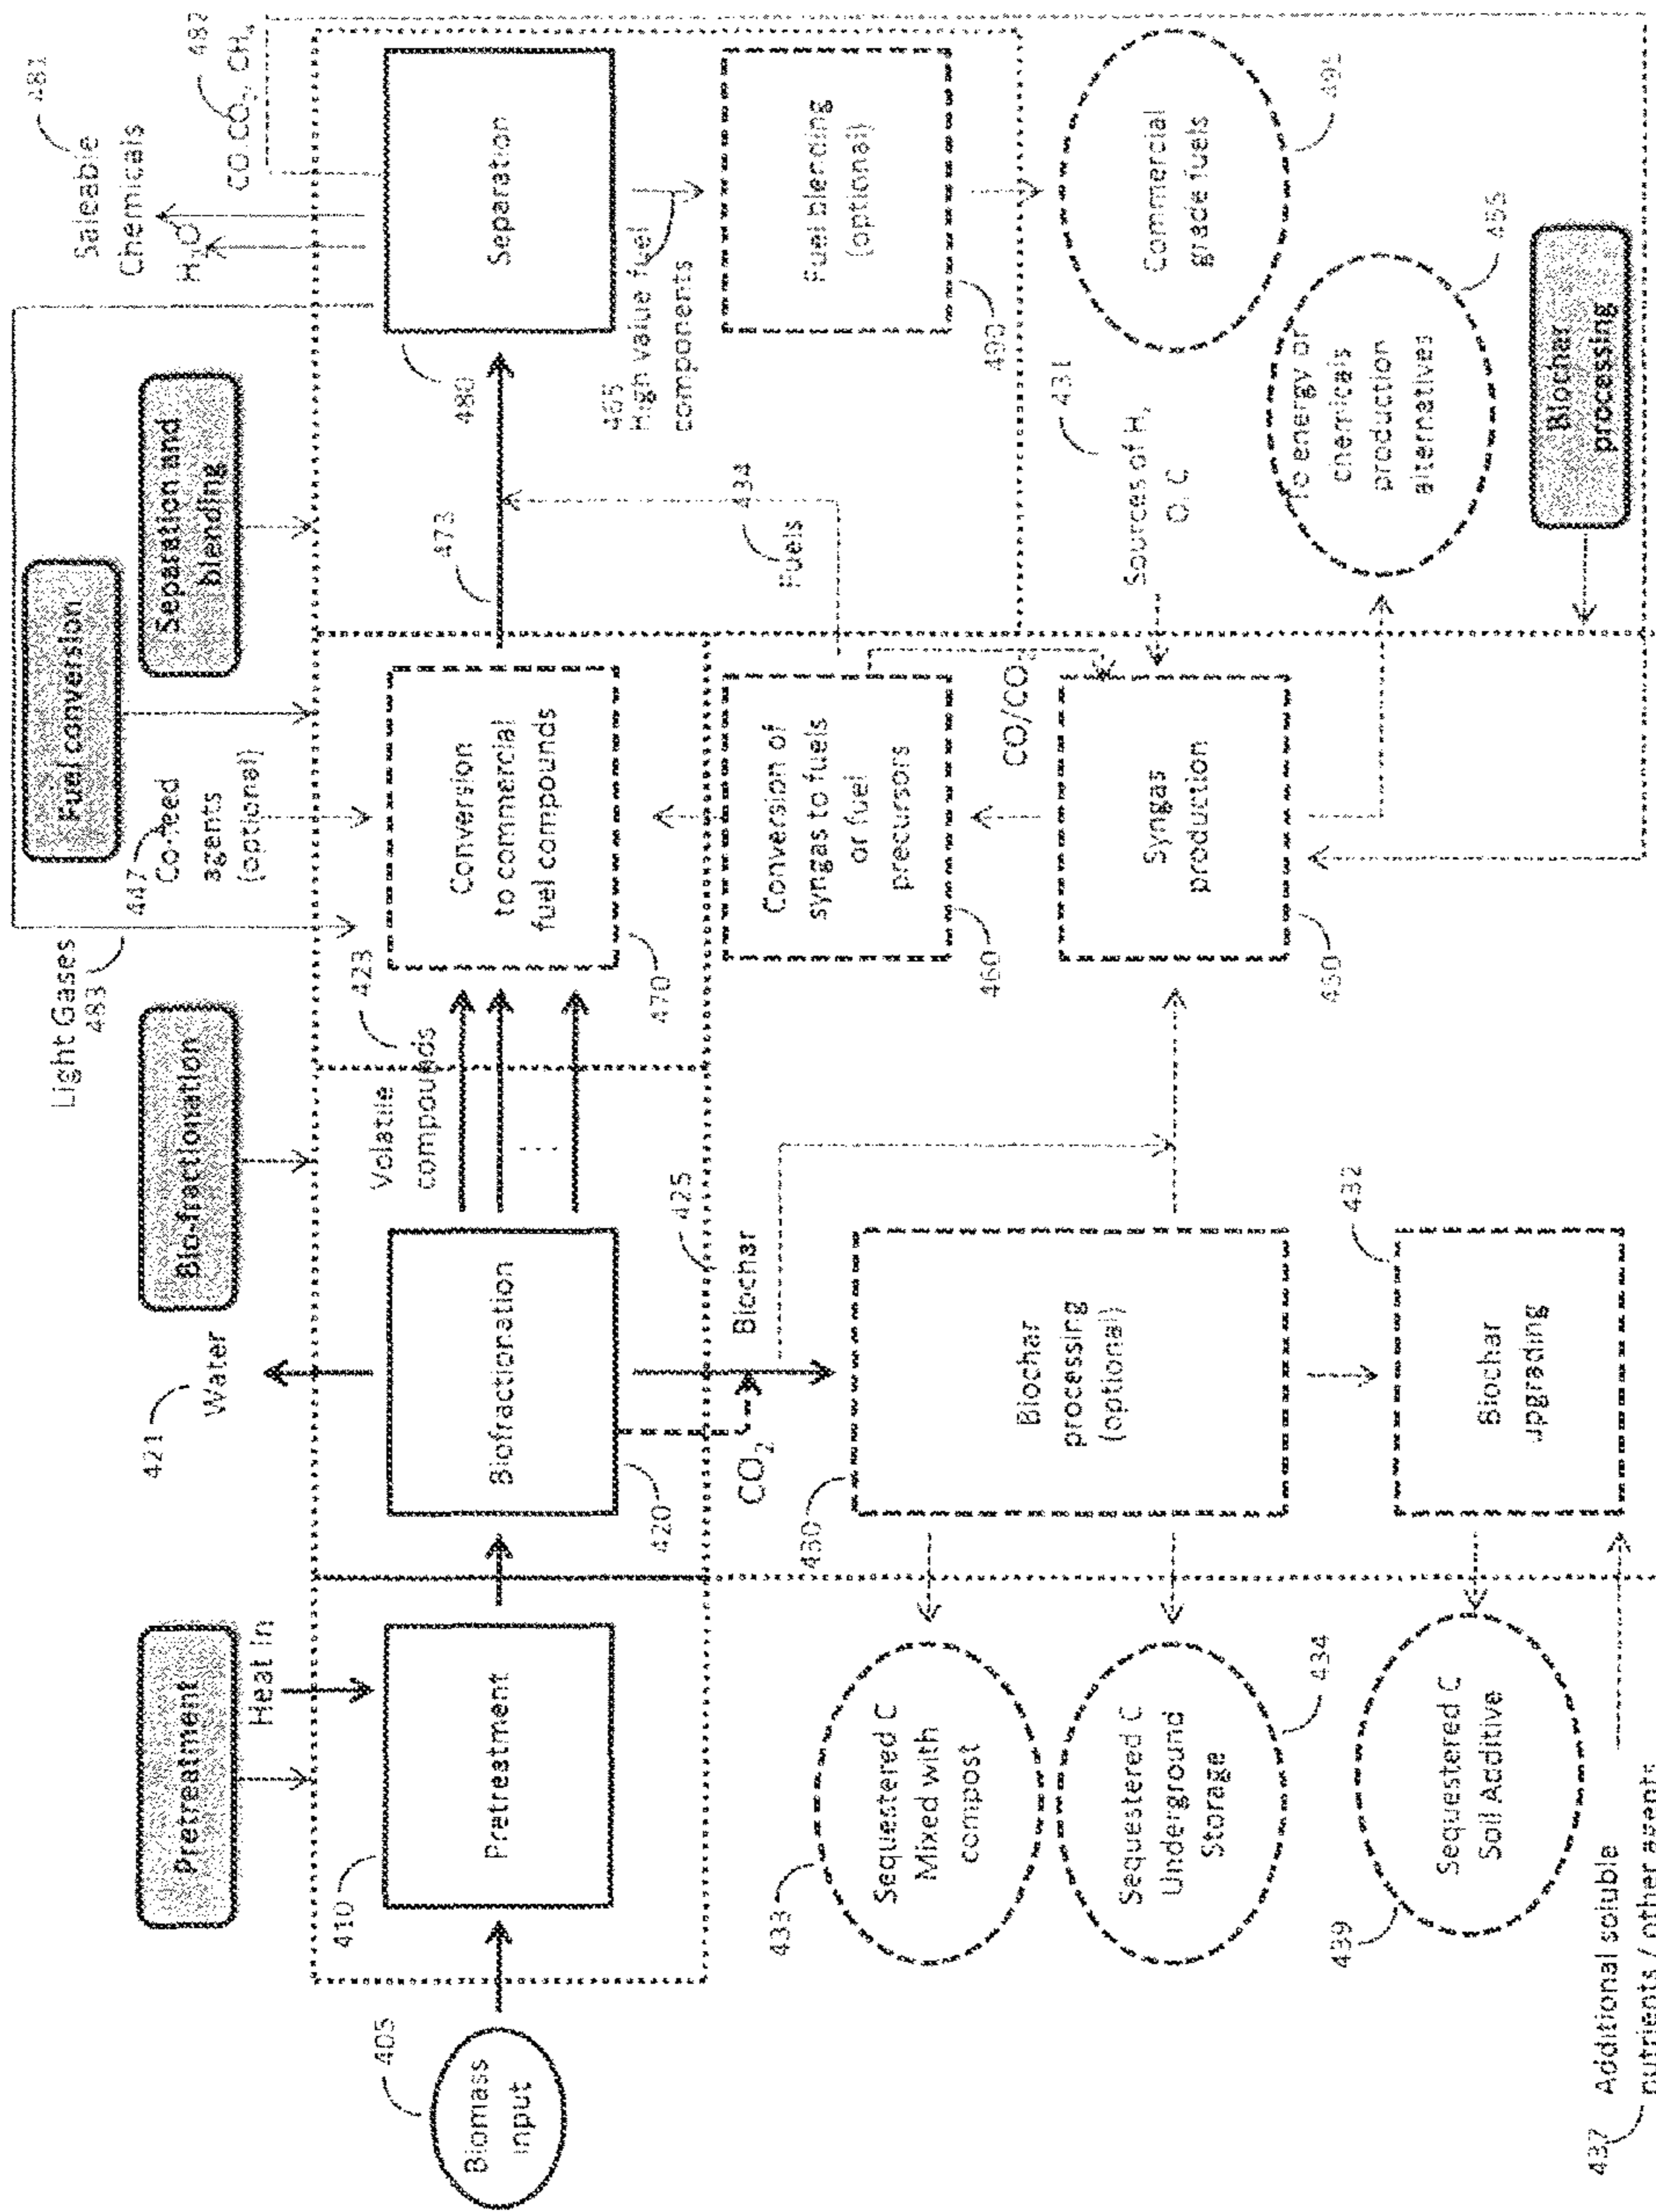 Pretreatment
Bio-fractionation
Fuel conversion
Separation and
blending
Heat in
421
Water
Light Gases
483
447
Co-feed
agents
(optional)
H2O
Saleable
Chemicals
481
482
CO, CO2, CH4
405
Biomass
input
410
Pretreatment
420
Biofractionation
Volatile
compounds
423
...
470
Conversion
to commercial
fuel compounds
473
480
Separation
CO2
Biochar
425
465
High value fuel
components
Fuels
434
460
Conversion of
syngas to fuels
or fuel
precursors
490
Fuel blending
(optional)
433
Sequestered C
Mixed with
compost
430
Biochar
processing
(optional)
CO/CO2
Sources of H,
O, C
431
Commercial
grade fuels
Sequestered C
Underground
Storage
434
450
Syngas
production
To energy or
chemicals
production
alternatives
455
439
Sequestered C
Soil Additive
432
Biochar
upgrading
Biochar
processing
437
Additional soluble
nutrients / other agents